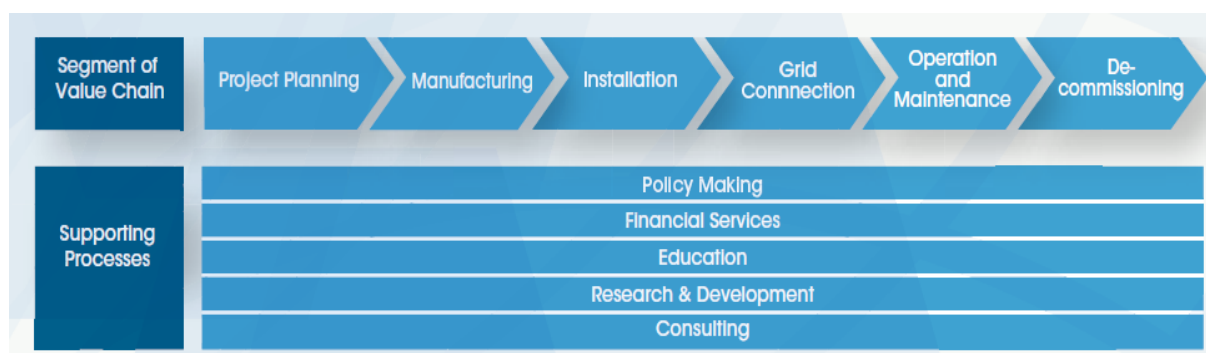 Segment of
Value Chain
Project Planning
Manufacturing
Installation
Grid
Connnection
Operation
and
Maintenance
De-
commissioning
Supporting
Processes
Policy Making
Financial Services
Education
Research & Development
Consulting